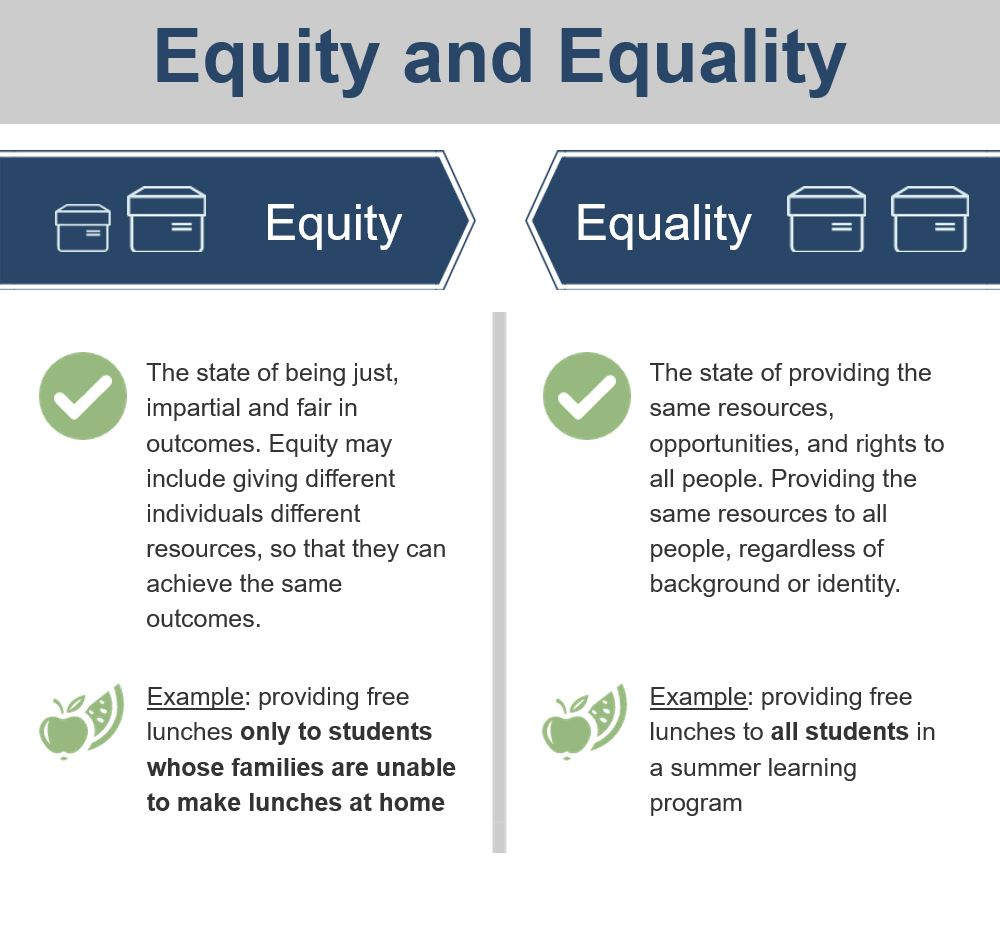 Equity and Equality
Equity
The state of being just,
impartial and fair in
outcomes. Equity may
include giving different
individuals different
resources, so that they can
achieve the same
outcomes.
Example: providing free
lunches only to students
whose families are unable
to make lunches at home
Equality
The state of providing the
same resources,
opportunities, and rights to
all people. Providing the
same resources to all
people, regardless of
background or identity.
Example: providing free
lunches to all students in
a summer learning
program